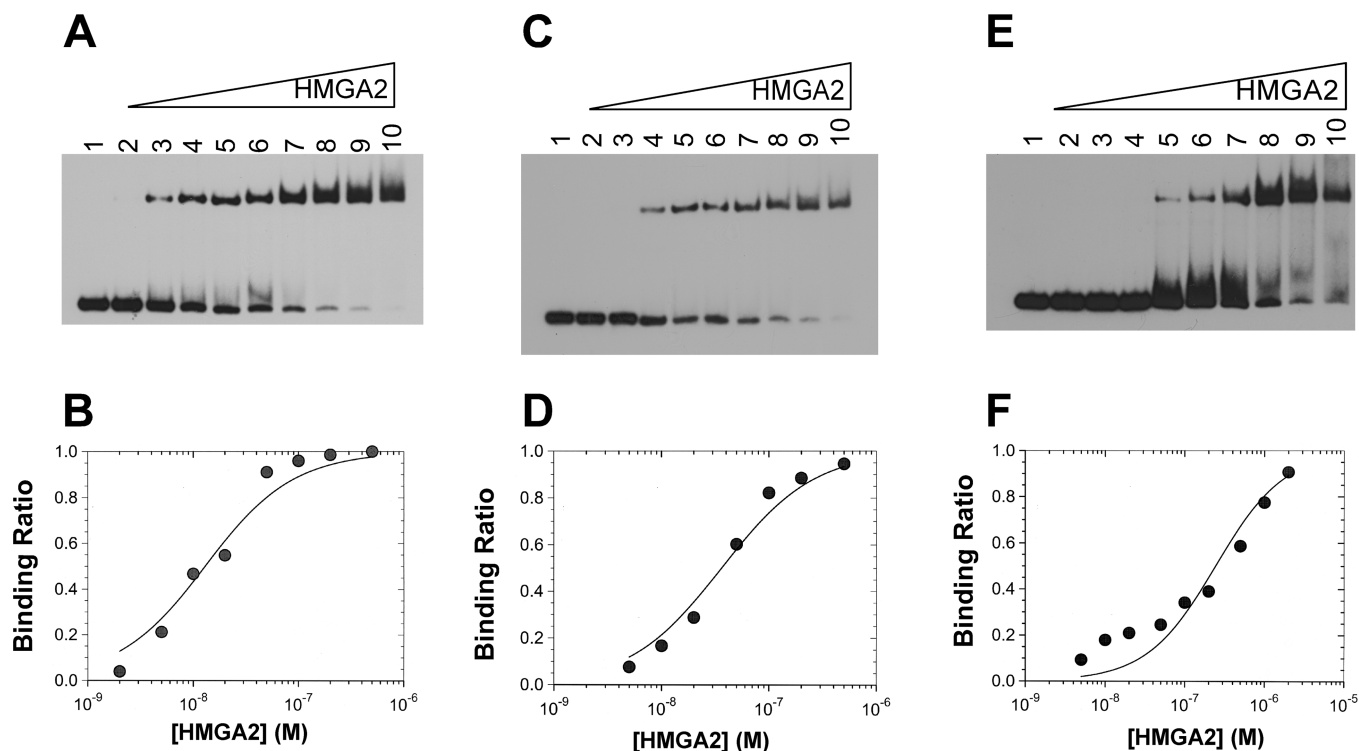 A
C
E
HMGA2
HMGA2
HMGA2
1 2 3 4 5 6 7 8 9 10
1 2 3 4 5 6 7 8 9 10
1 2 3 4 5 6 7 8 9 10
B
D
F
Binding Ratio
1.0
0.8
0.6
0.4
0.2
0.0
10⁻⁹ 10⁻⁸ 10⁻⁷ 10⁻⁶
[HMGA2] (M)
Binding Ratio
1.0
0.8
0.6
0.4
0.2
0.0
10⁻⁹ 10⁻⁸ 10⁻⁷ 10⁻⁶
[HMGA2] (M)
Binding Ratio
1.0
0.8
0.6
0.4
0.2
0.0
10⁻⁹ 10⁻⁸ 10⁻⁷ 10⁻⁶ 10⁻⁵
[HMGA2] (M)